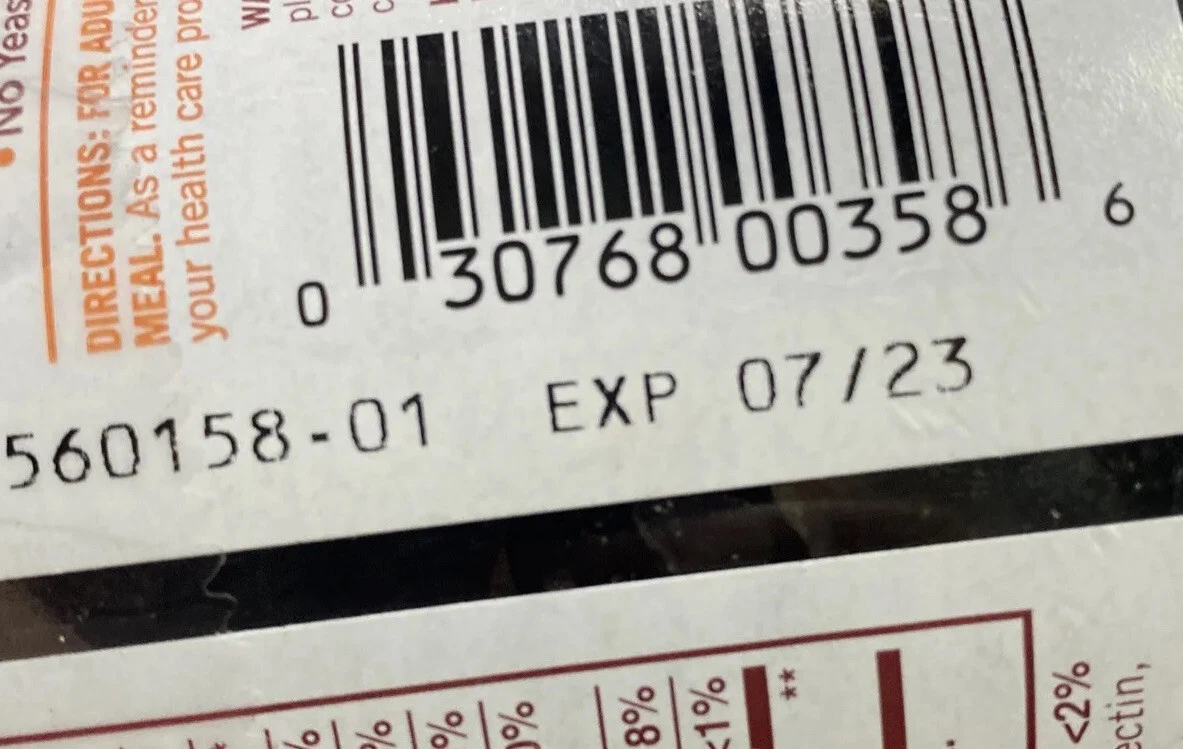 No Yeas
DIRECTIONS: FOR ADU
MEAL. As a reminder
your health care pro
0 30768 00358 6
560158-01 EXP 07/23
8%
<1%
**
<2%
ectin,